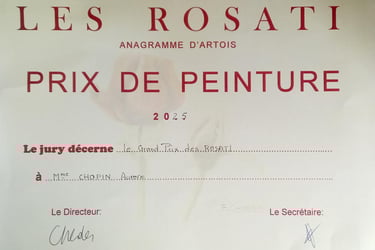 LES ROSATI
ANAGRAMME D'ARTOIS
PRIX DE PEINTURE
2025
Le jury décerne le Grand Prix des ROSATI
à Mme CHOPIN Aurore
Le Directeur: Le Secrétaire: